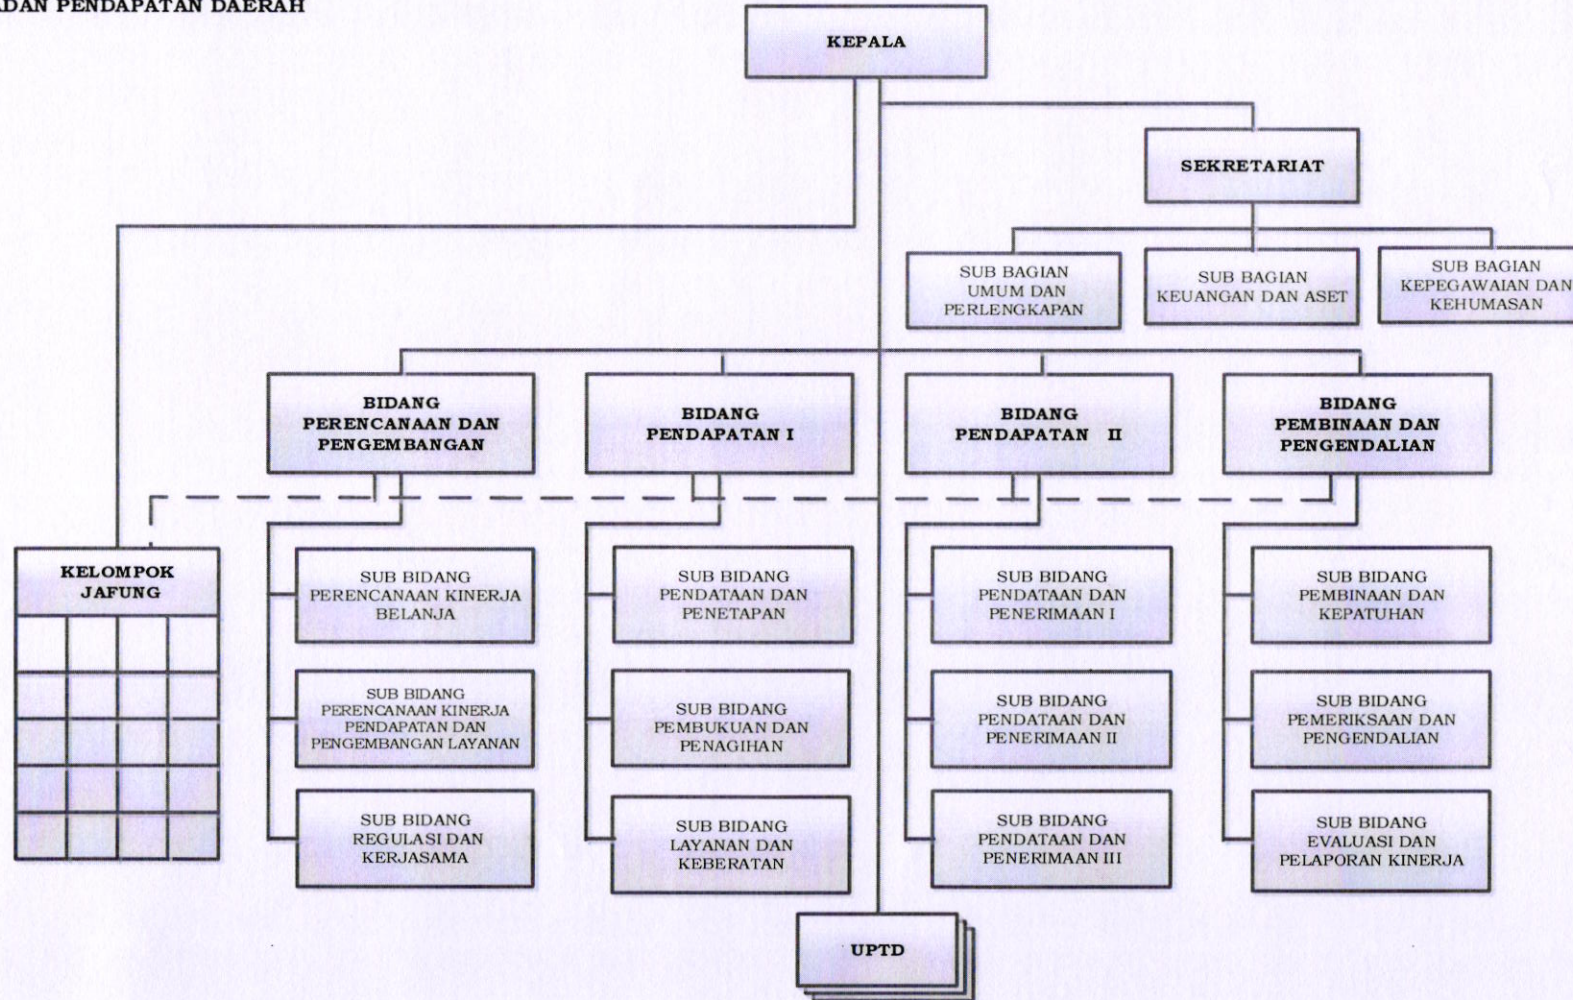 ADAN PENDAPATAN DAERAH
KEPALA
SEKRETARIAT
SUB BAGIAN
UMUM DAN
PERLENGKAPAN
SUB BAGIAN
KEUANGAN DAN ASET
SUB BAGIAN
KEPEGAWAIAN DAN
KEHUMASAN
BIDANG
PERENCANAAN DAN
PENGEMBANGAN
BIDANG
PENDAPATAN I
BIDANG
PENDAPATAN II
BIDANG
PEMBINAAN DAN
PENGENDALIAN
KELOMPOK
JAFUNG
SUB BIDANG
PERENCANAAN KINERJA
BELANJA
SUB BIDANG
PENDATAAN DAN
PENETAPAN
SUB BIDANG
PENDATAAN DAN
PENERIMAAN I
SUB BIDANG
PEMBINAAN DAN
KEPATUHAN
SUB BIDANG
PERENCANAAN KINERJA
PENDAPATAN DAN
PENGEMBANGAN LAYANAN
SUB BIDANG
PEMBUKUAN DAN
PENAGIHAN
SUB BIDANG
PENDATAAN DAN
PENERIMAAN II
SUB BIDANG
PEMERIKSAAN DAN
PENGENDALIAN
SUB BIDANG
REGULASI DAN
KERJASAMA
SUB BIDANG
LAYANAN DAN
KEBERATAN
SUB BIDANG
PENDATAAN DAN
PENERIMAAN III
SUB BIDANG
EVALUASI DAN
PELAPORAN KINERJA
UPTD